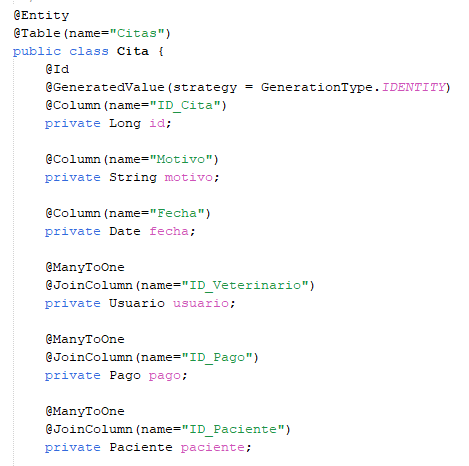 @Entity
@Table(name="Citas")
public class Cita {
@Id
@GeneratedValue(strategy = GenerationType.IDENTITY)
@Column(name="ID_Cita")
private Long id;
@Column(name="Motivo")
private String motivo;
@Column(name="Fecha")
private Date fecha;
@ManyToOne
@JoinColumn(name="ID_Veterinario")
private Usuario usuario;
@ManyToOne
@JoinColumn(name="ID_Pago")
private Pago pago;
@ManyToOne
@JoinColumn(name="ID_Paciente")
private Paciente paciente;